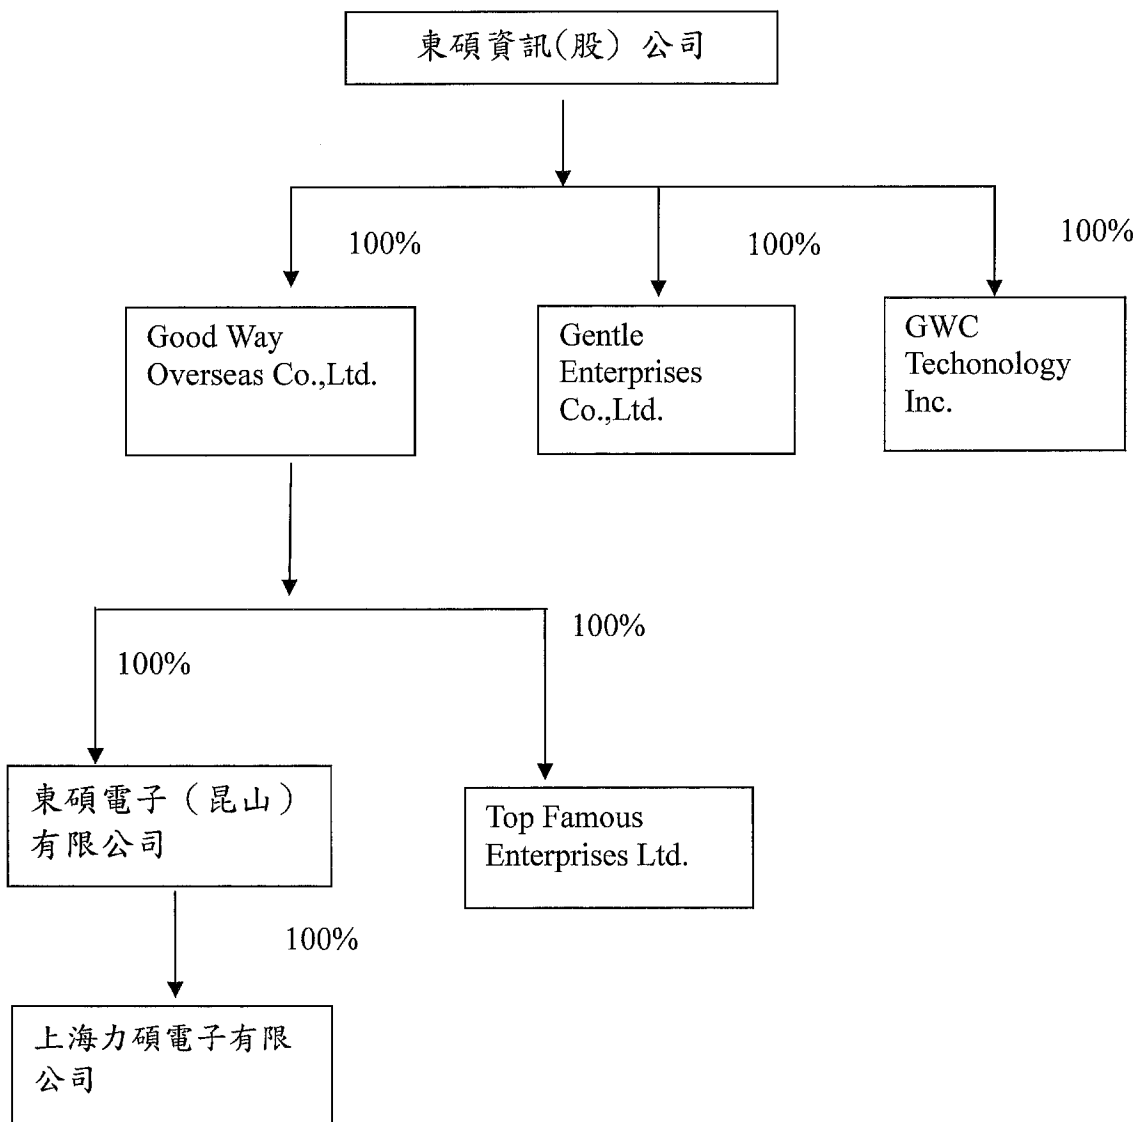 東碩資訊(股) 公司
100%
100%
100%
Good Way
Overseas Co.,Ltd.
Gentle
Enterprises
Co.,Ltd.
GWC
Techonology
Inc.
100%
100%
東碩電子（昆山）
有限公司
Top Famous
Enterprises Ltd.
100%
上海力碩電子有限
公司